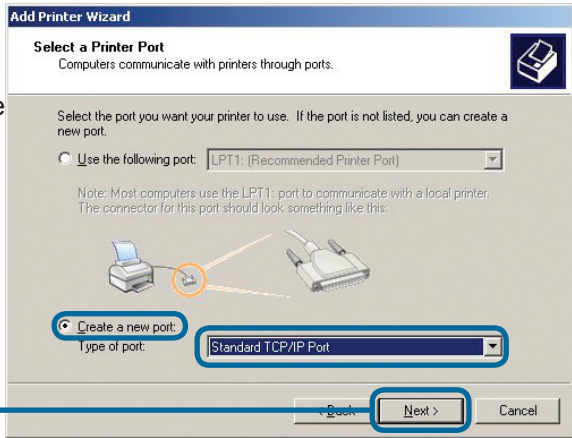 Add Printer Wizard
Select a Printer Port
Computers communicate with printers through ports.
e
Select the port you want your printer to use. If the port is not listed, you can create a
new port.
Use the following port: LPT1: (Recommended Printer Port)
Note: Most computers use the LPT1: port to communicate with a local printer.
The connector for this port should look something like this:
Create a new port:
Type of port: Standard TCP/IP Port
< Back Next > Cancel